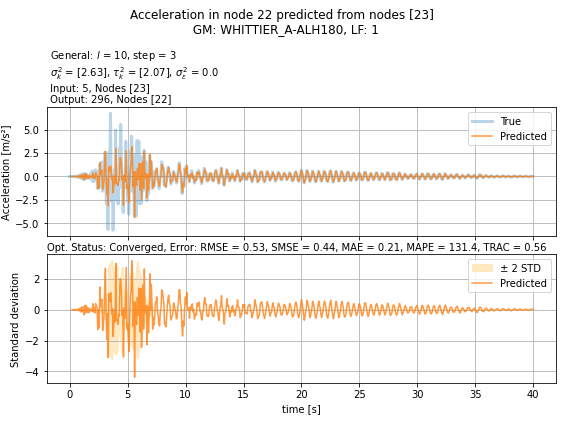 Acceleration in node 22 predicted from nodes [23]
GM: WHITTIER_A-ALH180, LF: 1
General: l = 10, step = 3
σ²ₖ = [2.63], τ²ₖ = [2.07], σ²ε = 0.0
Input: 5, Nodes [23]
Output: 296, Nodes [22]
Acceleration [m/s²]
5.0
2.5
0.0
−2.5
−5.0
True
Predicted
Opt. Status: Converged, Error: RMSE = 0.53, SMSE = 0.44, MAE = 0.21, MAPE = 131.4, TRAC = 0.56
Standard deviation
2
0
−2
−4
± 2 STD
Predicted
0 5 10 15 20 25 30 35 40
time [s]